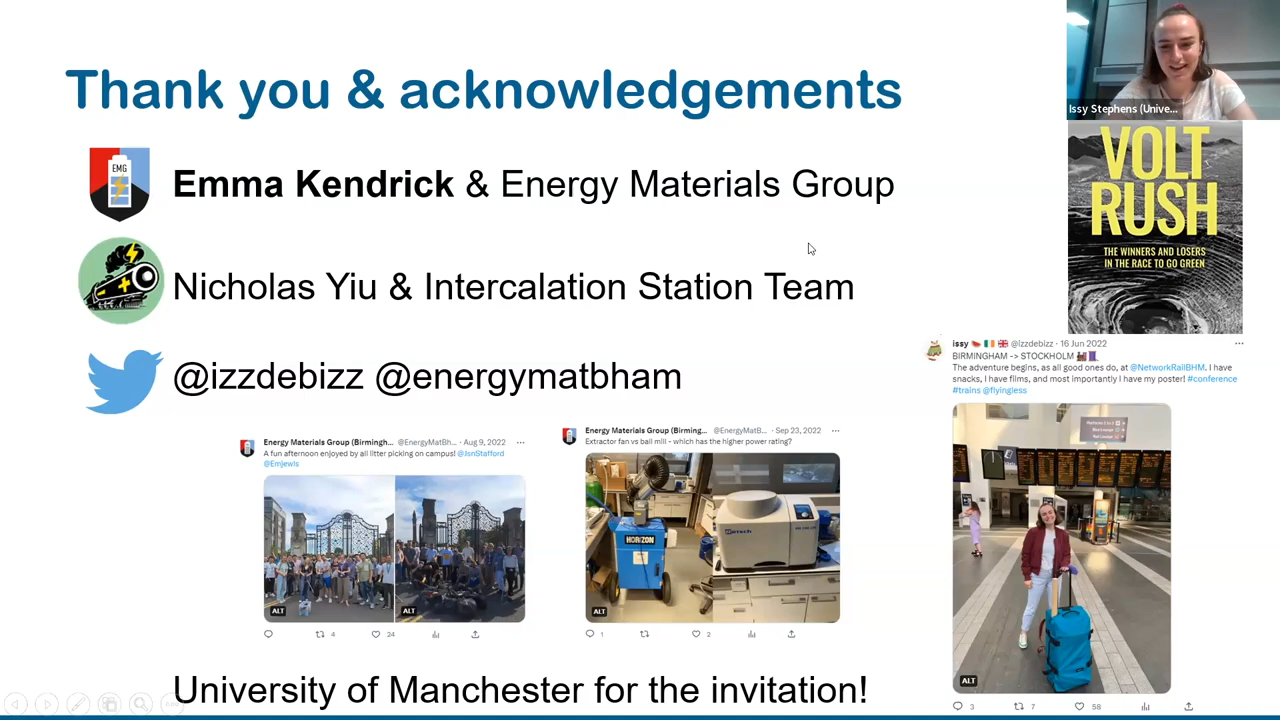 Thank you & acknowledgements
Issy Stephens (Unive...
VOLT
RUSH
THE WINNERS AND LOSERS
IN THE RACE TO GO GREEN
EMG
Emma Kendrick & Energy Materials Group
Nicholas Yiu & Intercalation Station Team
@izzdebizz @energymatbham
issy @izzdebizz · 16 Jun 2022
BIRMINGHAM -> STOCKHOLM
The adventure begins, as all good ones do, at @NetworkRailBHM. I have
snacks, I have films, and most importantly I have my poster! #conference
#trains @flyingless
ALT
3 7 58
Energy Materials Group (Birmingh... @EnergyMatBh... · Aug 9, 2022
A fun afternoon enjoyed by all litter picking on campus! @JsnStafford
@Emjewls
ALT
ALT
4 24
Energy Materials Group (Birming... @EnergyMatB... · Sep 23, 2022
Extractor fan vs ball mill - which has the higher power rating?
HORIZON
ALT
1 2
University of Manchester for the invitation!